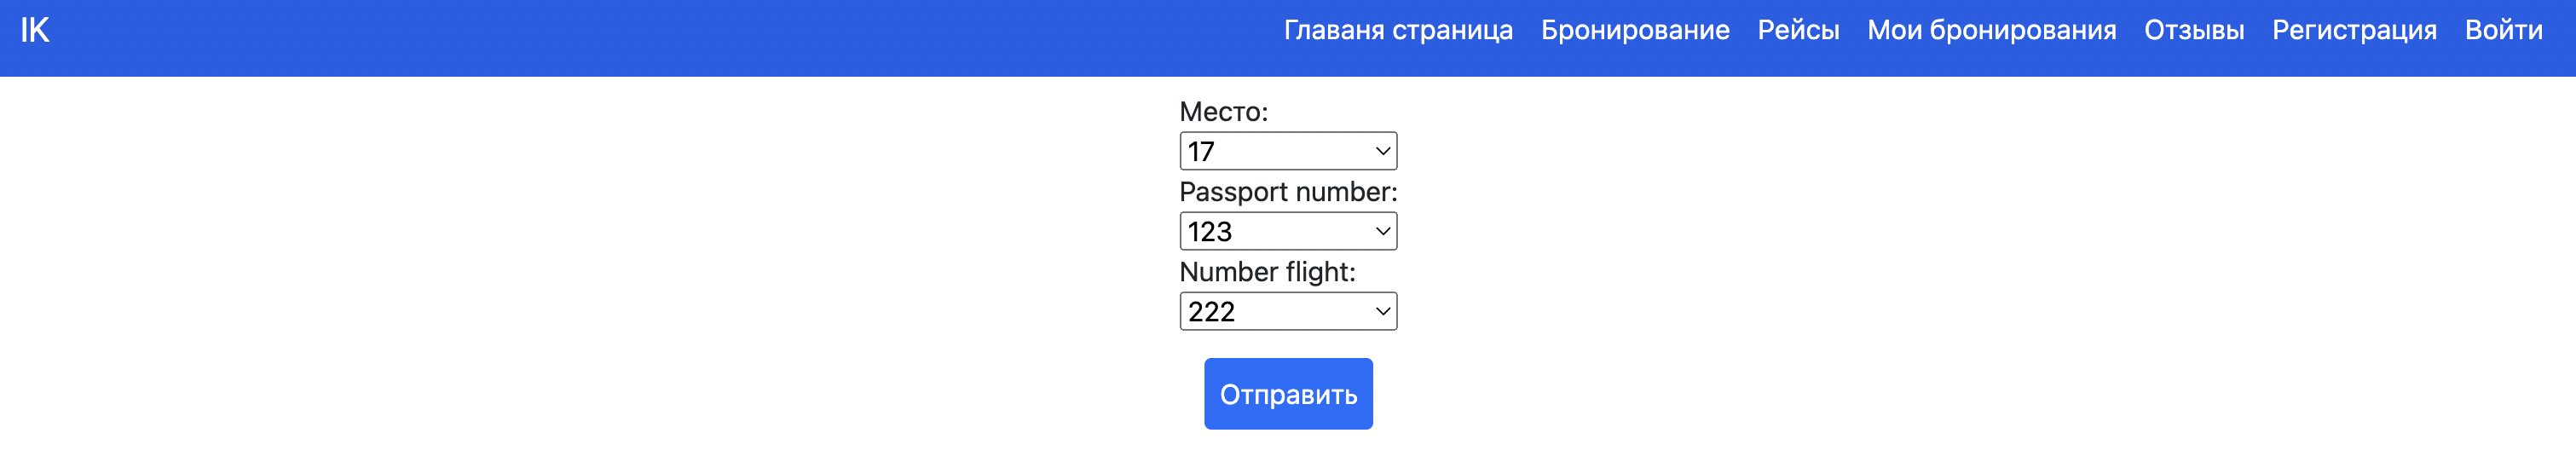 IK Главаня страница Бронирование Рейсы Мои бронирования Отзывы Регистрация Войти
Место:
17
Passport number:
123
Number flight:
222
Отправить